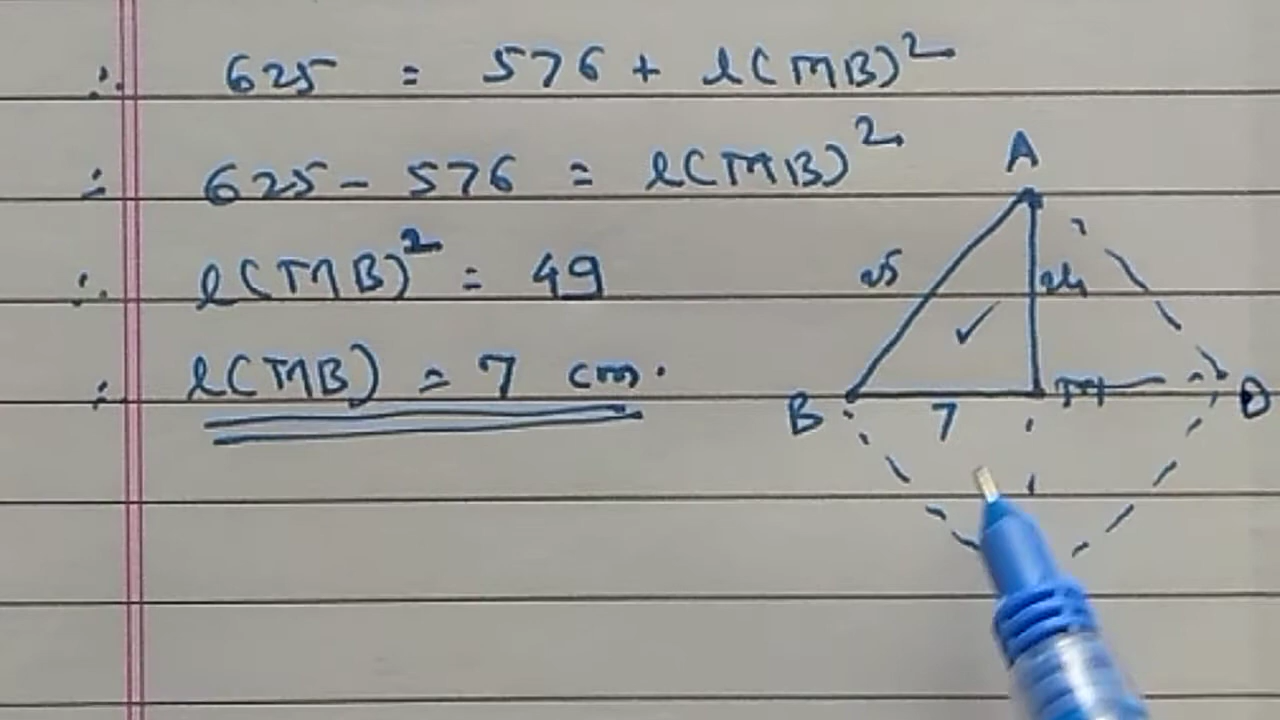 ∴ 625 = 576 + l(MB)²
∴ 625 - 576 = l(MB)²
∴ l(MB)² = 49
∴ l(MB) = 7 cm.
A
25
24
B
7
M
D